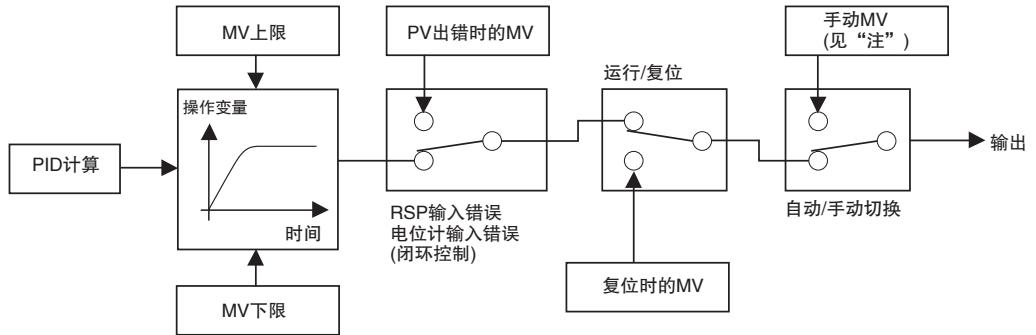 MV上限
PV出错时的MV
手动MV
(见“注”)
运行/复位
操作变量
PID计算
输出
时间
RSP输入错误
电位计输入错误
(闭环控制)
自动/手动切换
复位时的MV
MV下限